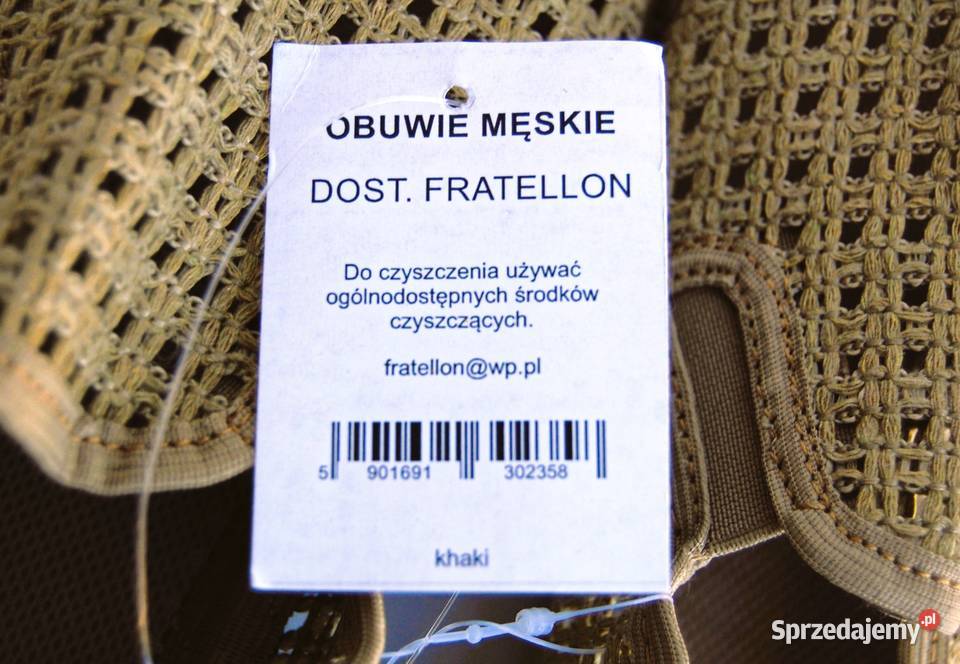 OBUWIE MĘSKIE
DOST. FRATELLON
Do czyszczenia używać
ogólnodostępnych środków
czyszczących.
fratellon@wp.pl
5 901691 302358
khaki
Sprzedajemy.pl